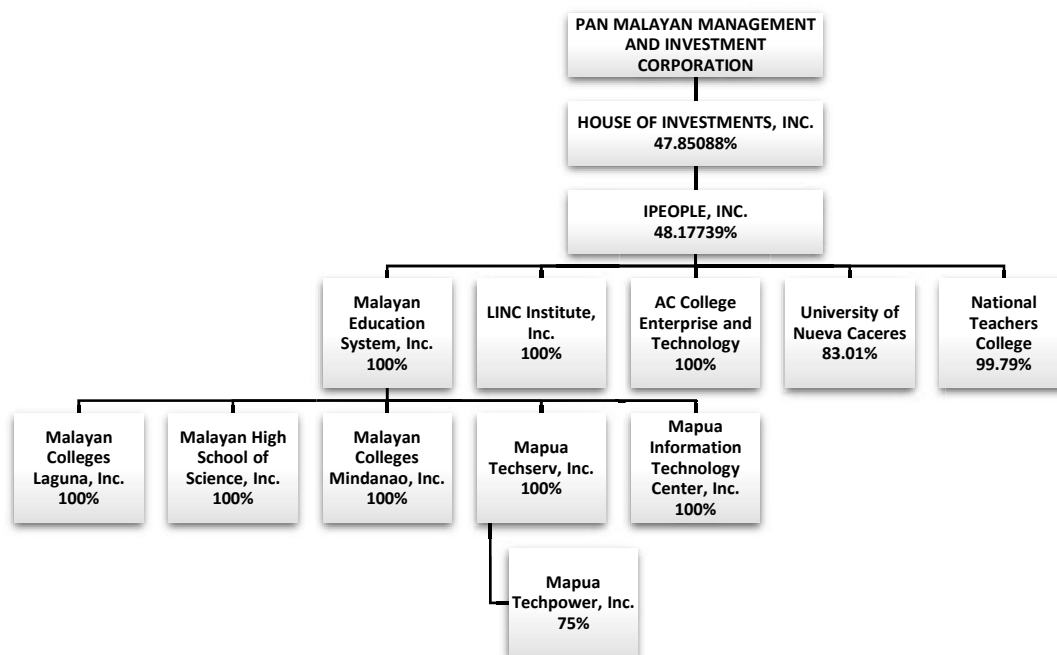 PAN MALAYAN MANAGEMENT
AND INVESTMENT
CORPORATION
HOUSE OF INVESTMENTS, INC.
47.85088%
IPEOPLE, INC.
48.17739%
Malayan
Education
System, Inc.
100%
LINC Institute,
Inc.
100%
AC College
Enterprise and
Technology
100%
University of
Nueva Caceres
83.01%
National
Teachers
College
99.79%
Malayan
Colleges
Laguna, Inc.
100%
Malayan High
School of
Science, Inc.
100%
Malayan
Colleges
Mindanao, Inc.
100%
Mapua
Techserv, Inc.
100%
Mapua
Information
Technology
Center, Inc.
100%
Mapua
Techpower, Inc.
75%